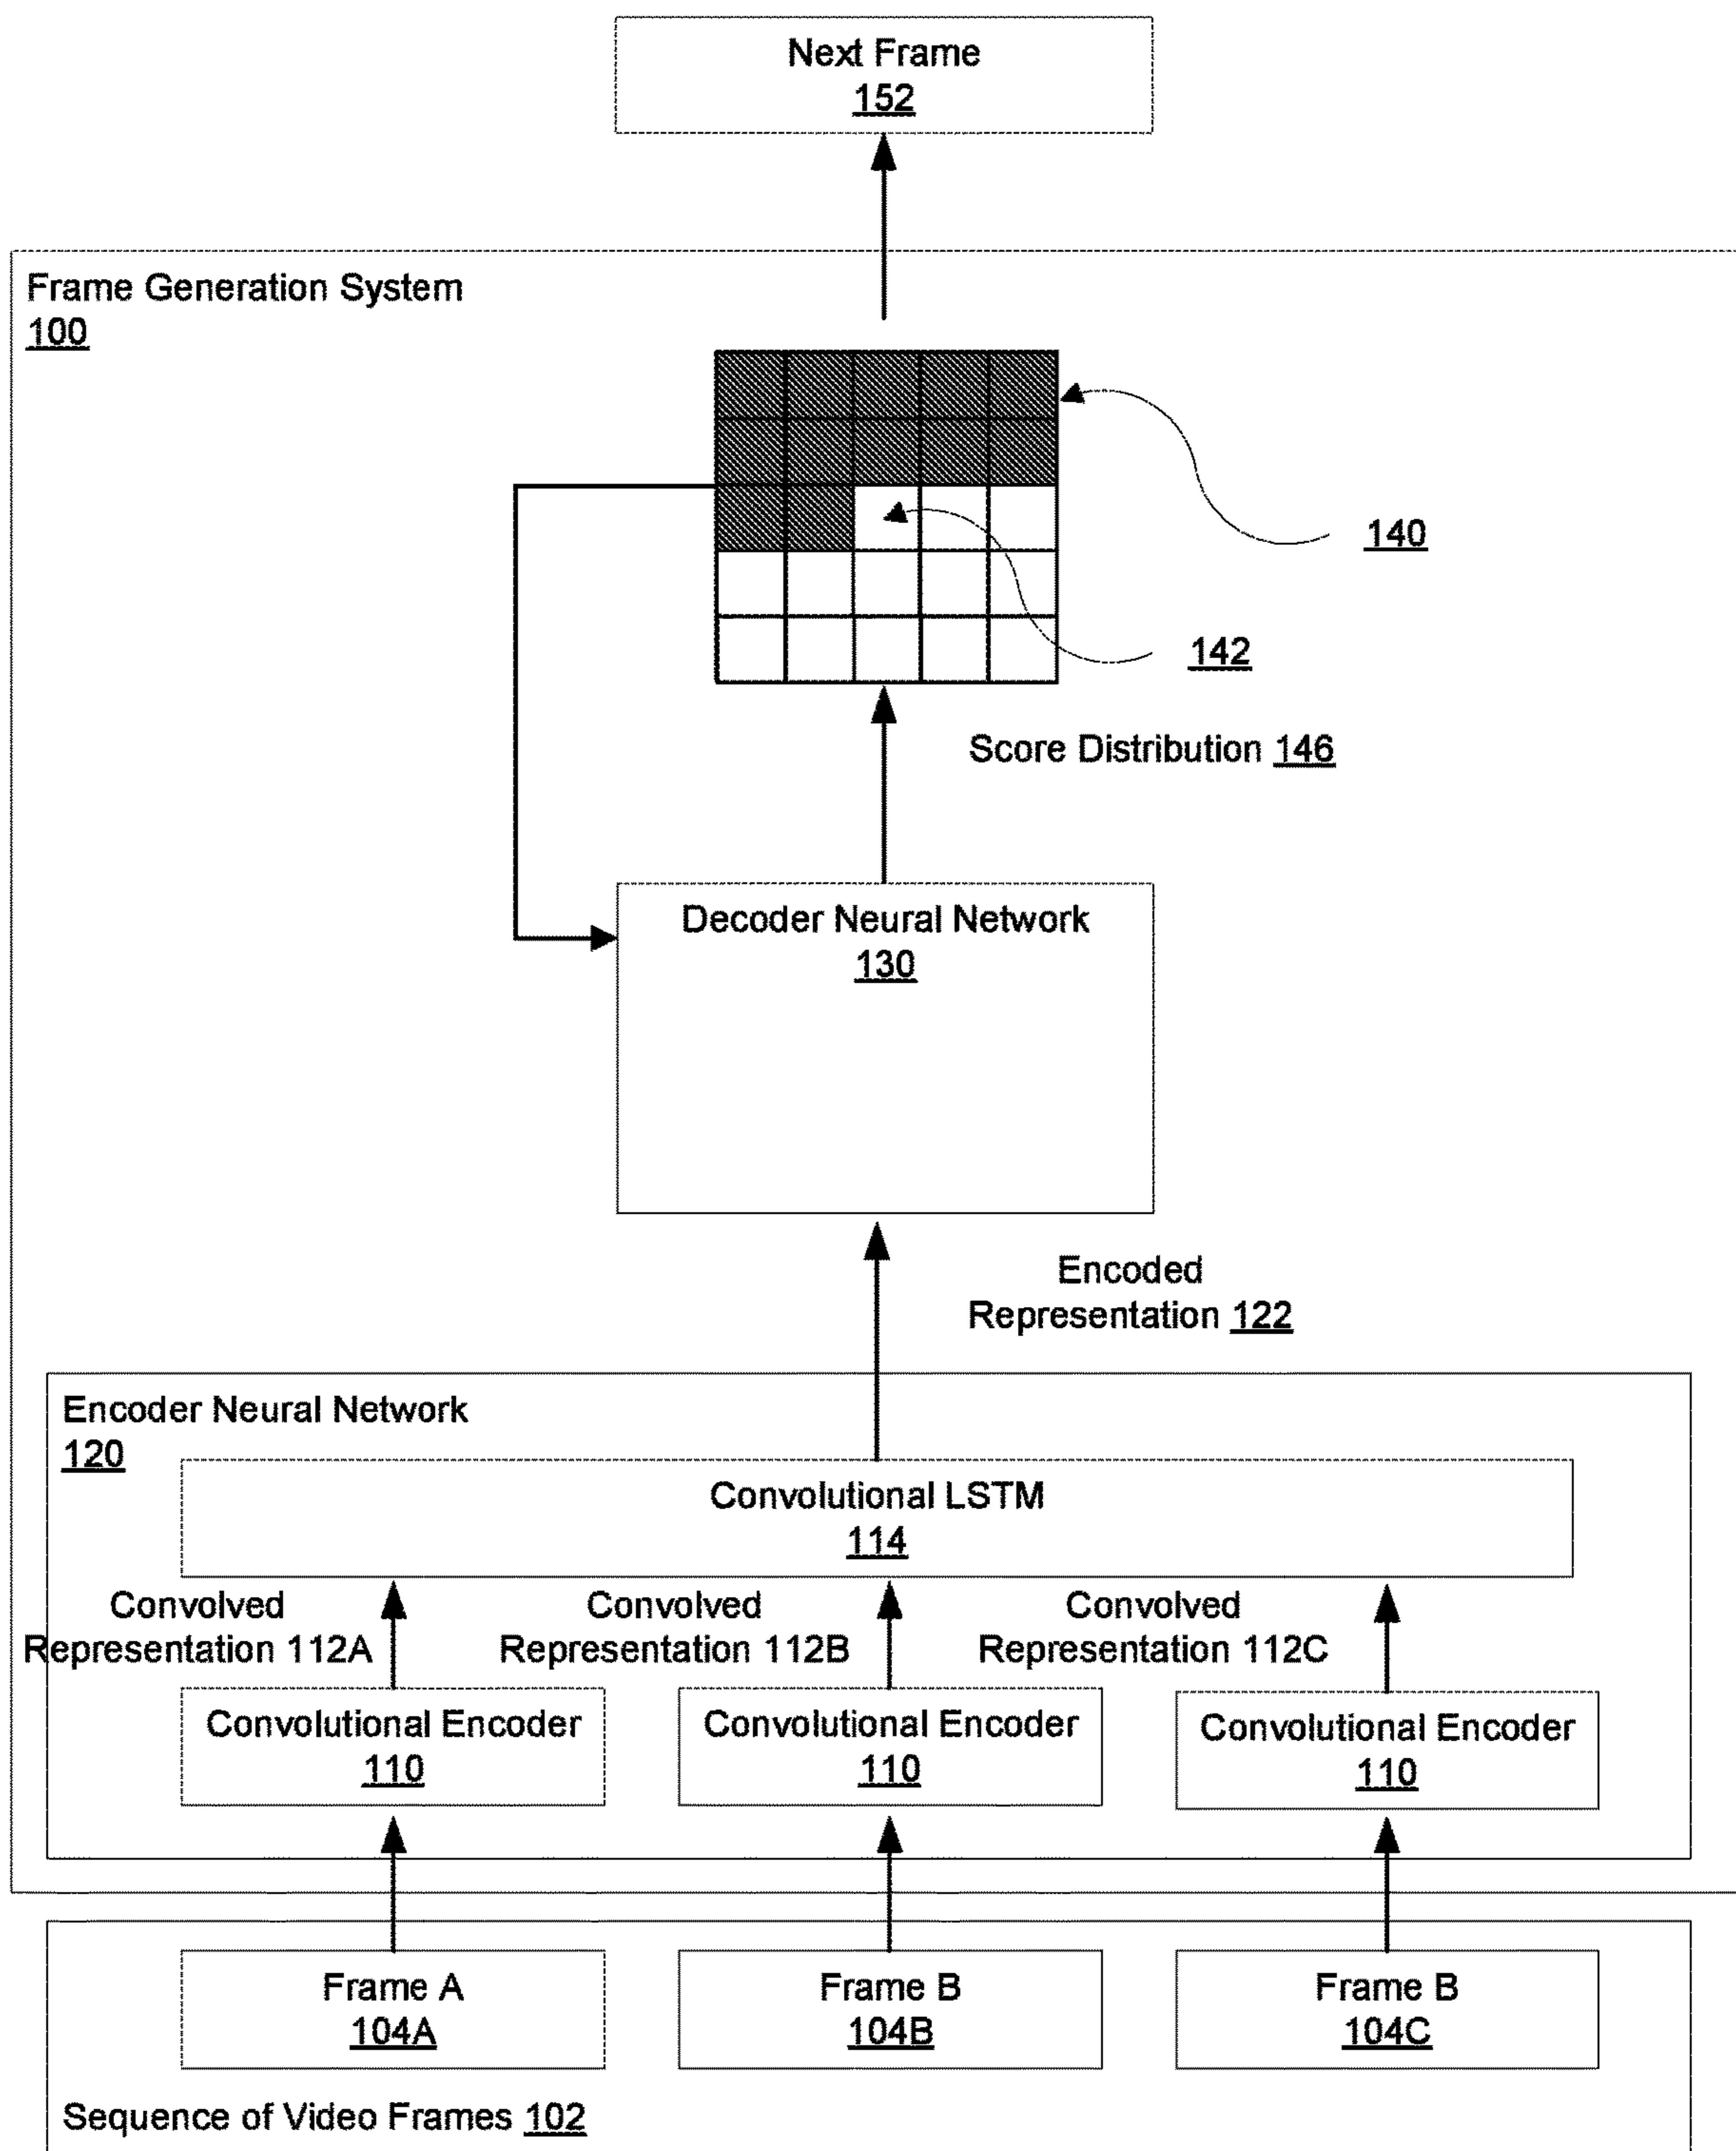 Next Frame
152
Frame Generation System
100
140
142
Score Distribution 146
Decoder Neural Network
130
Encoded
Representation 122
Encoder Neural Network
120
Convolutional LSTM
114
Convolved
Representation 112A
Convolved
Representation 112B
Convolved
Representation 112C
Convolutional Encoder
110
Convolutional Encoder
110
Convolutional Encoder
110
Frame A
104A
Frame B
104B
Frame B
104C
Sequence of Video Frames 102